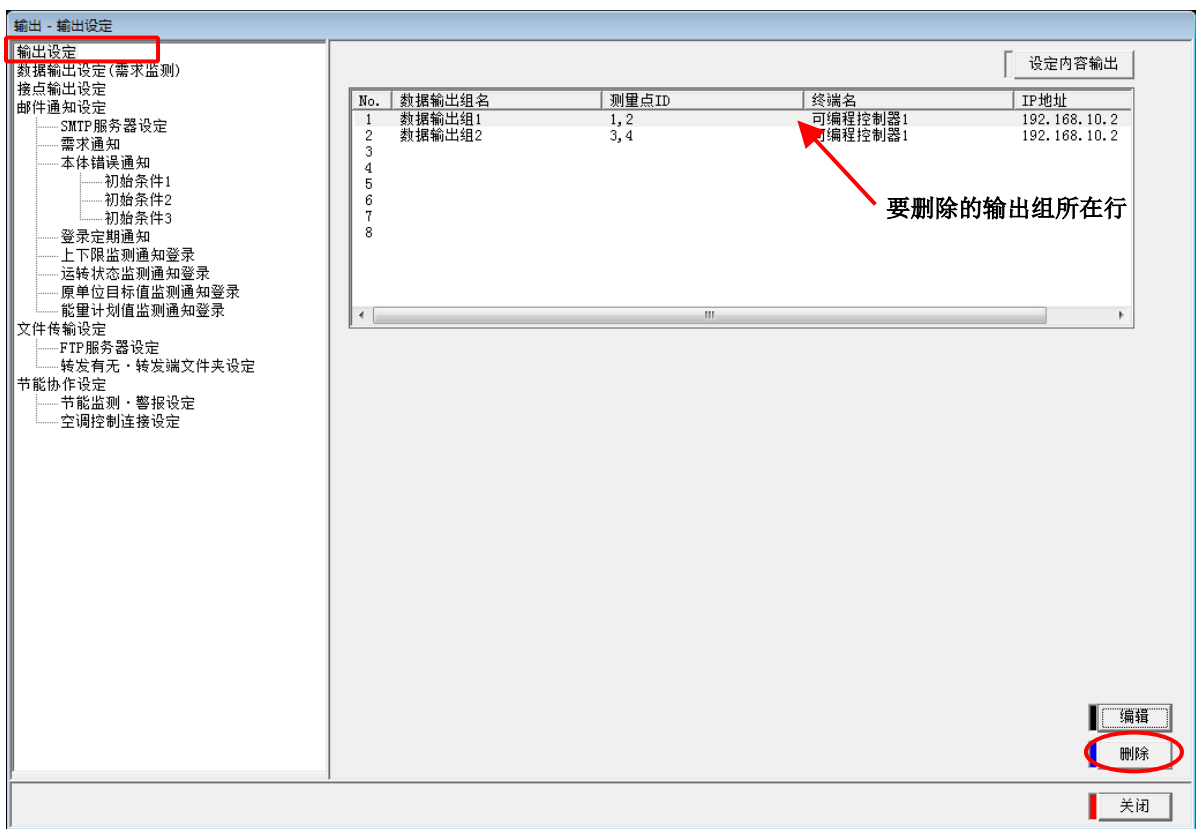 输出 - 输出设定
输出设定
数据输出设定(需求监测)
接点输出设定
邮件通知设定
SMTP服务器设定
需求通知
本体错误通知
初始条件1
初始条件2
初始条件3
登录定期通知
上下限监测通知登录
运转状态监测通知登录
原单位目标值监测通知登录
能量计划值监测通知登录
文件传输设定
FTP服务器设定
转发有无・转发端文件夹设定
节能协作设定
节能监测・警报设定
空调控制连接设定
设定内容输出
No. 数据输出组名 测量点ID 终端名 IP地址
1 数据输出组1 1,2 可编程控制器1 192.168.10.2
2 数据输出组2 3,4 可编程控制器1 192.168.10.2
3
4
5
6
7
8
要删除的输出组所在行
编辑
删除
关闭